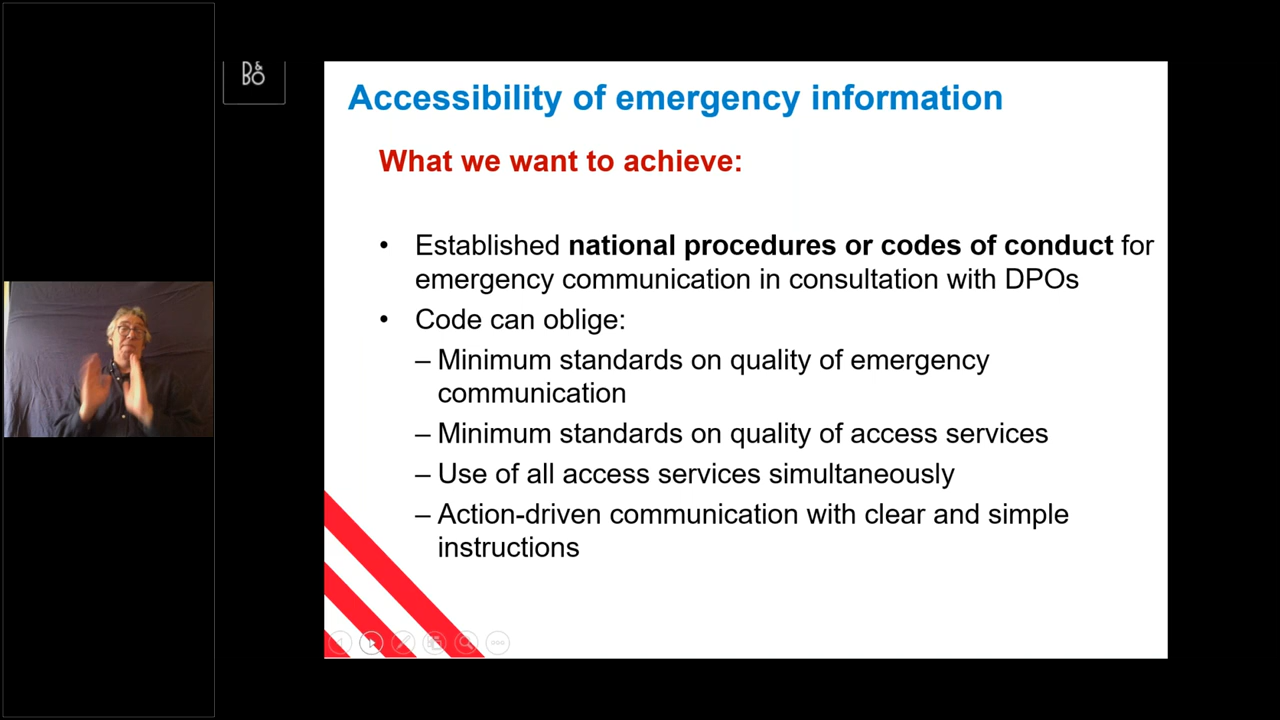 B&
BO
Accessibility of emergency information
What we want to achieve:
• Established national procedures or codes of conduct for
emergency communication in consultation with DPOs
• Code can oblige:
– Minimum standards on quality of emergency
communication
– Minimum standards on quality of access services
– Use of all access services simultaneously
– Action-driven communication with clear and simple
instructions